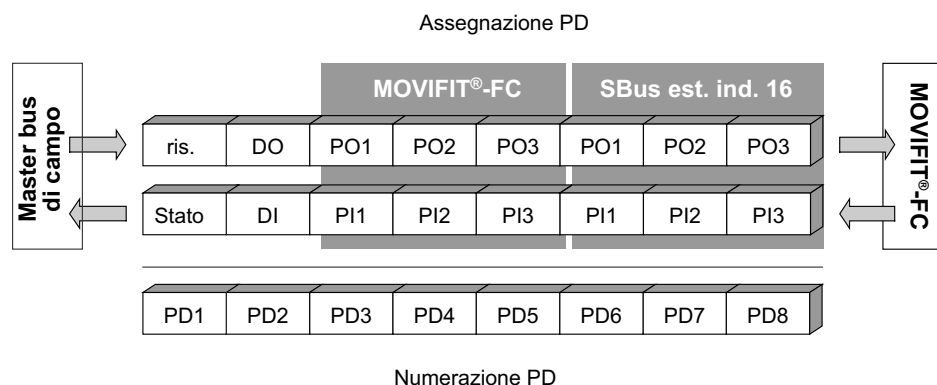 Assegnazione PD
Master bus
di campo
MOVIFIT®-FC
SBus est. ind. 16
MOVIFIT®-FC
ris. DO PO1 PO2 PO3 PO1 PO2 PO3
Stato DI PI1 PI2 PI3 PI1 PI2 PI3
PD1 PD2 PD3 PD4 PD5 PD6 PD7 PD8
Numerazione PD